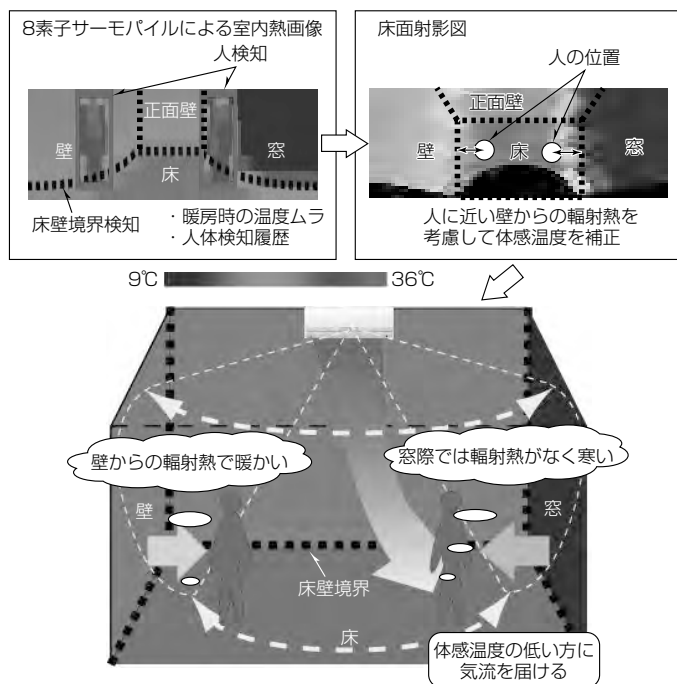 8素子サーモパイルによる室内熱画像
人検知
正面壁
壁
窓
床
床壁境界検知
・暖房時の温度ムラ
・人体検知履歴
床面射影図
人の位置
正面壁
壁
床
窓
人に近い壁からの輻射熱を
考慮して体感温度を補正
9℃
36℃
壁からの輻射熱で暖かい
窓際では輻射熱がなく寒い
壁
窓
床壁境界
床
体感温度の低い方に
気流を届ける